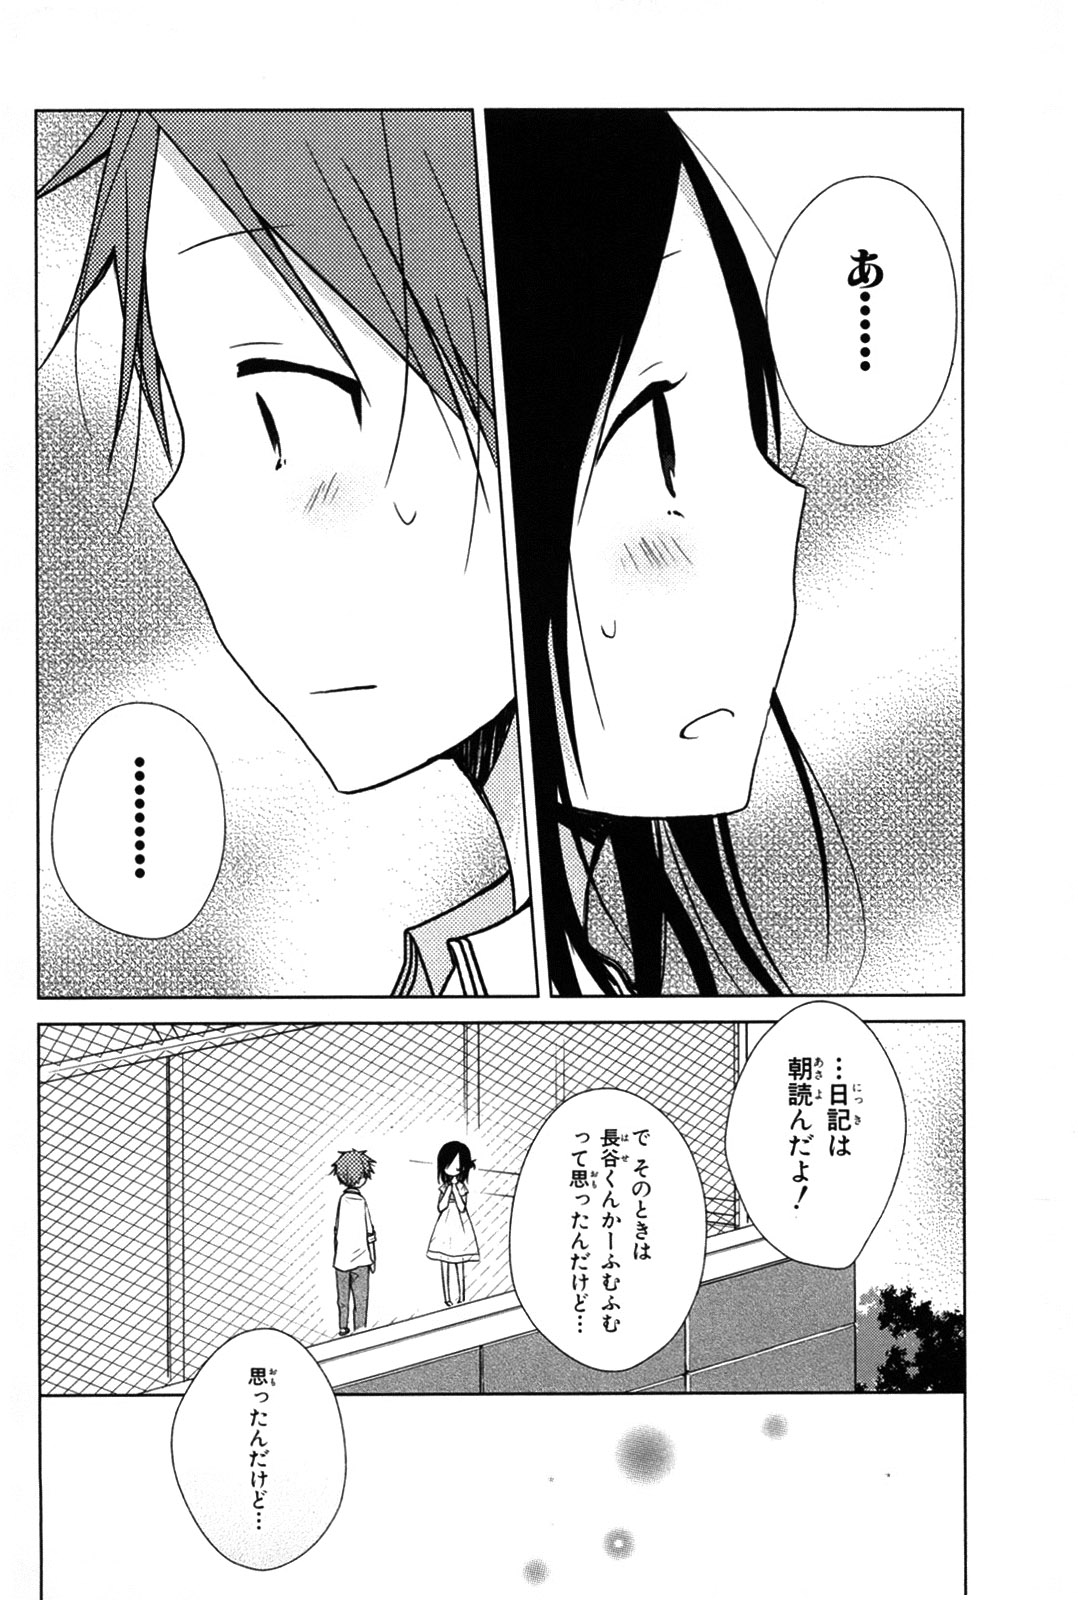 あ……
………
…日記は
朝読んだよ！
で そのときは
長谷くんかーふむふむ
って思ったんだけど…
思ったんだけど…